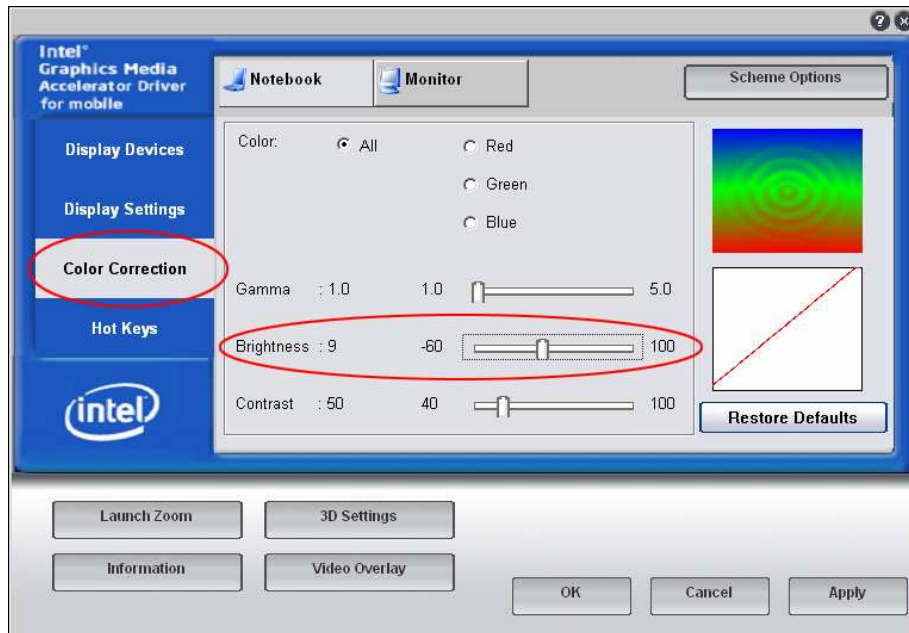 Intel®
Graphics Media
Accelerator Driver
for mobile
Notebook
Monitor
Scheme Options
Display Devices
Display Settings
Color Correction
Hot Keys
intel
Color: All Red
Green
Blue
Gamma : 1.0 1.0 5.0
Brightness : 9 -60 100
Contrast : 50 40 100
Restore Defaults
Launch Zoom
3D Settings
Information
Video Overlay
OK
Cancel
Apply